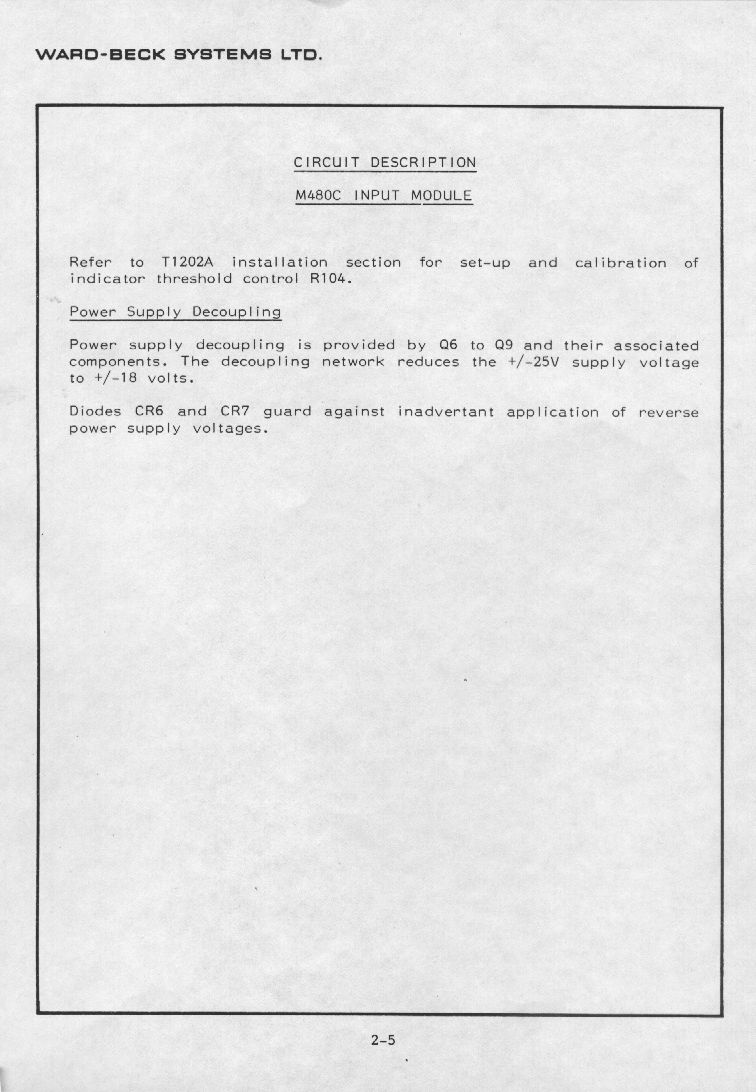 WARD-BECK SYSTEMS LTD.
CIRCUIT DESCRIPTION
M480C INPUT MODULE
Refer to T1202A installation section for set-up and calibration of
indicator threshold control R104.
Power Supply Decoupling
Power supply decoupling is provided by Q6 to Q9 and their associated
components. The decoupling network reduces the +/-25V supply voltage
to +/-18 volts.
Diodes CR6 and CR7 guard against inadvertant application of reverse
power supply voltages.
2-5